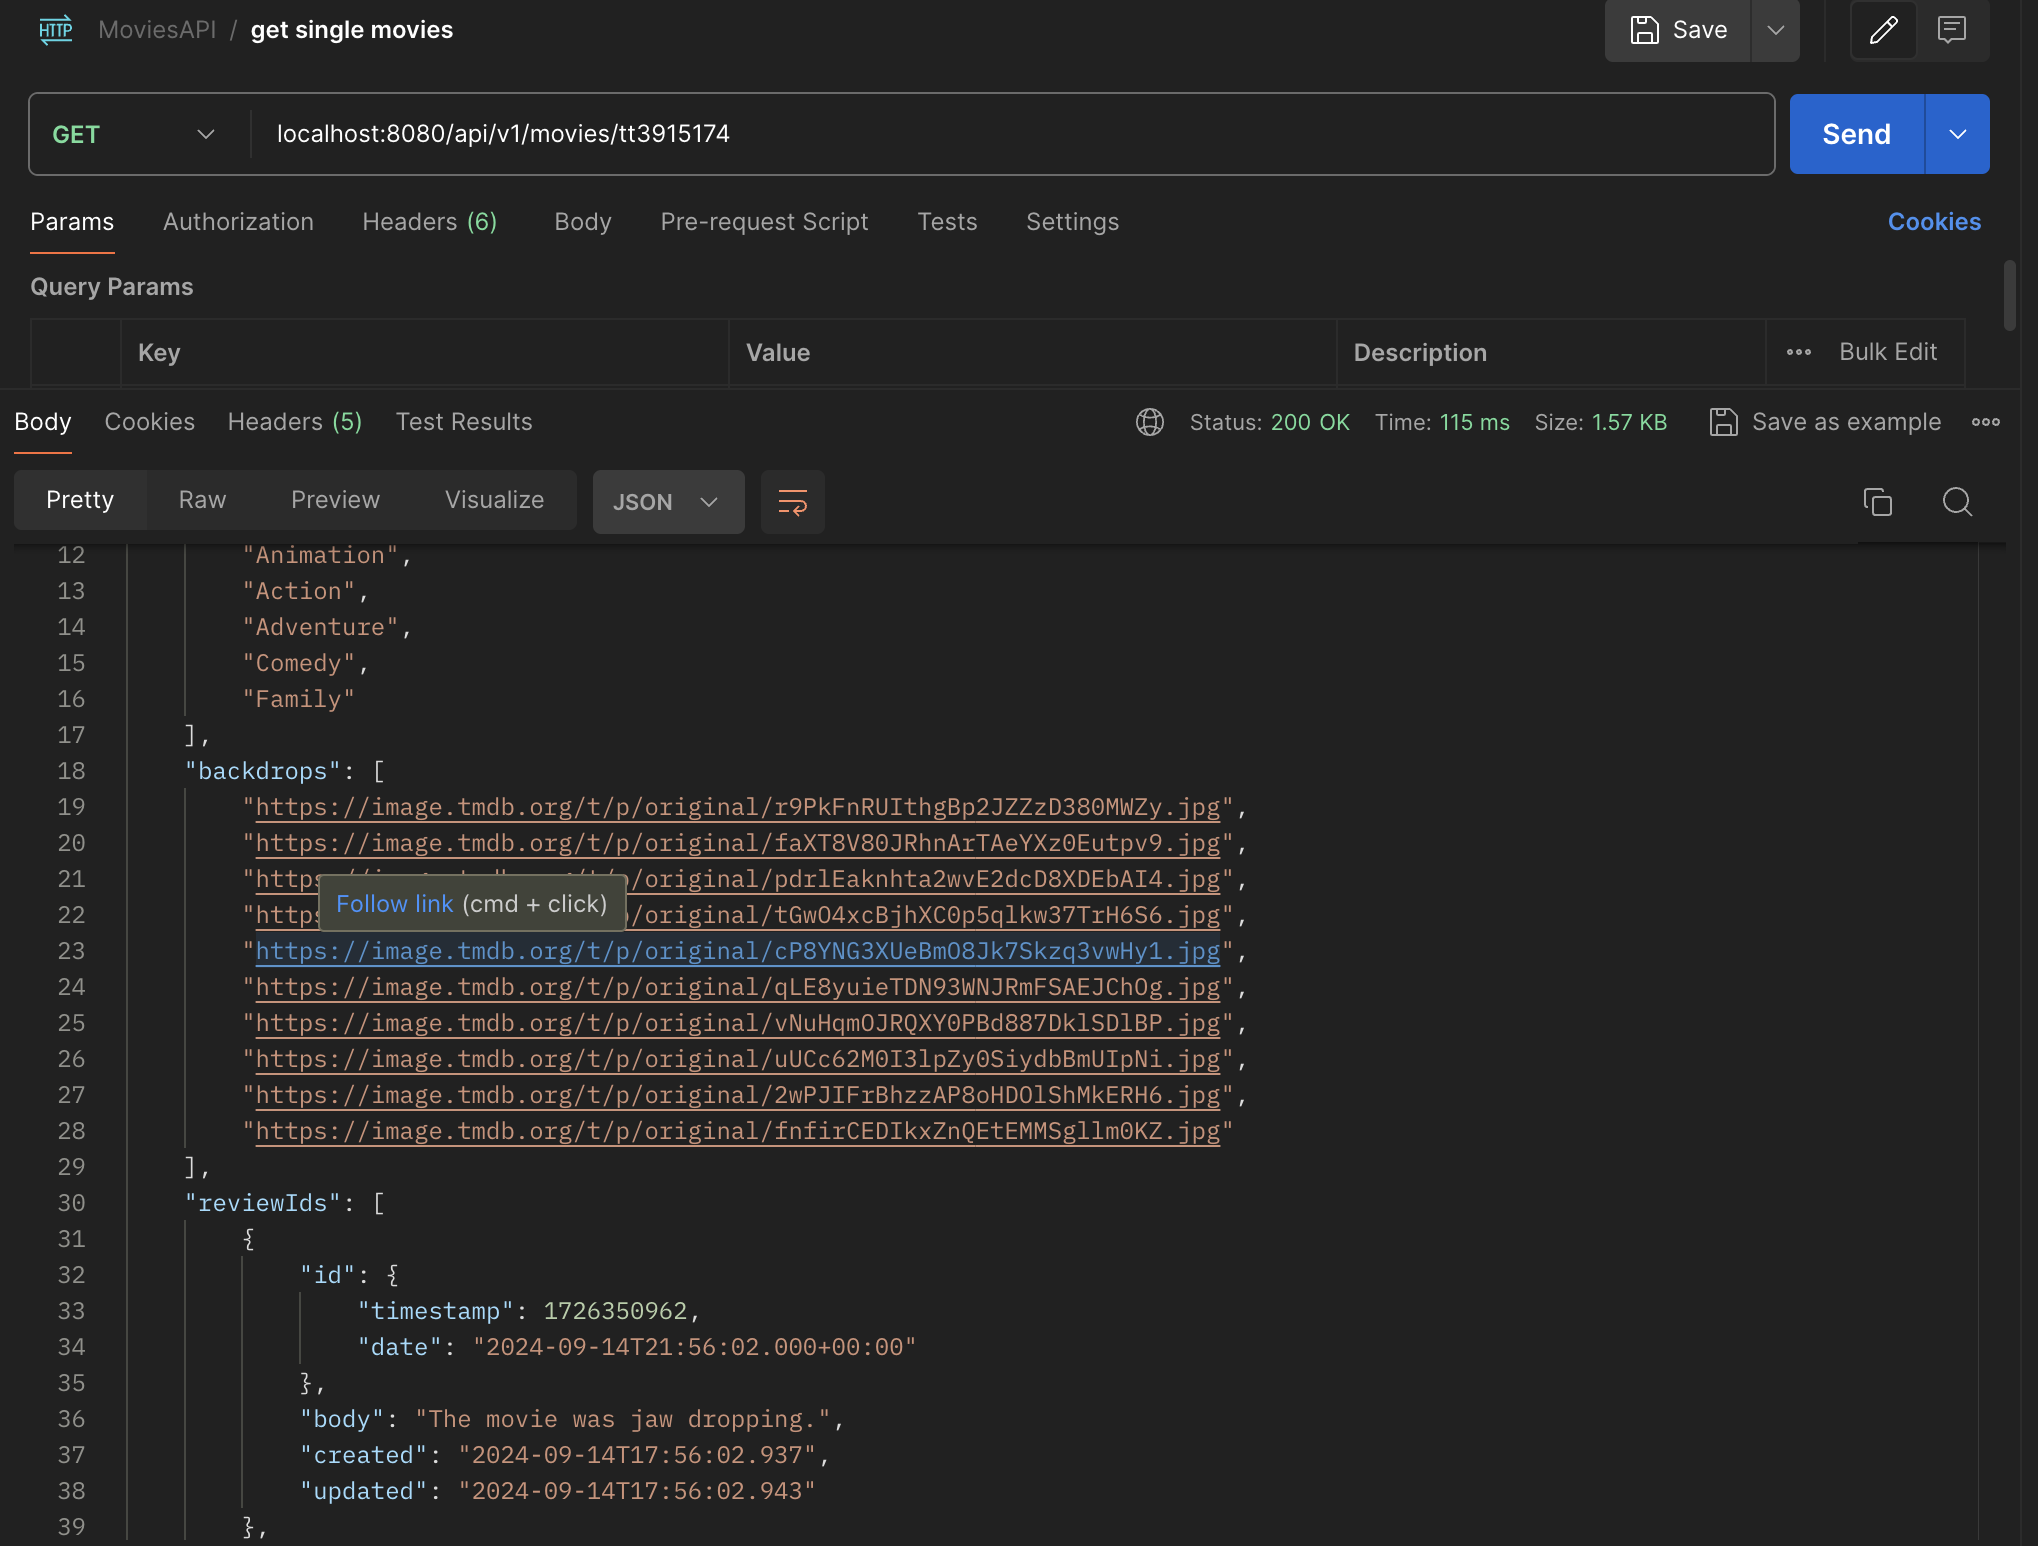 HTTP MoviesAPI / get single movies Save
GET localhost:8080/api/v1/movies/tt3915174 Send
Params Authorization Headers (6) Body Pre-request Script Tests Settings Cookies
Query Params
Key Value Description Bulk Edit
Body Cookies Headers (5) Test Results Status: 200 OK Time: 115 ms Size: 1.57 KB Save as example
Pretty Raw Preview Visualize JSON
12 "Animation",
13 "Action",
14 "Adventure",
15 "Comedy",
16 "Family"
17 ],
18 "backdrops": [
19 "https://image.tmdb.org/t/p/original/r9PkFnRUIthgBp2JZZzD380MWZy.jpg",
20 "https://image.tmdb.org/t/p/original/faXT8V80JRhnArTAeYXz0Eutpv9.jpg",
21 "https /original/pdrlEaknhta2wvE2dcD8XDEbAI4.jpg",
Follow link (cmd + click)
22 "https /original/tGwO4xcBjhXC0p5qlkw37TrH6S6.jpg",
23 "https://image.tmdb.org/t/p/original/cP8YNG3XUeBmO8Jk7Skzq3vwHy1.jpg",
24 "https://image.tmdb.org/t/p/original/qLE8yuieTDN93WNJRmFSAEJChOg.jpg",
25 "https://image.tmdb.org/t/p/original/vNuHqmOJRQXY0PBd887DklSDlBP.jpg",
26 "https://image.tmdb.org/t/p/original/uUCc62M0I3lpZy0SiydbBmUIpNi.jpg",
27 "https://image.tmdb.org/t/p/original/2wPJIFrBhzzAP8oHDOlShMkERH6.jpg",
28 "https://image.tmdb.org/t/p/original/fnfirCEDIkxZnQEtEMMSgllm0KZ.jpg"
29 ],
30 "reviewIds": [
31 {
32 "id": {
33 "timestamp": 1726350962,
34 "date": "2024-09-14T21:56:02.000+00:00"
35 },
36 "body": "The movie was jaw dropping.",
37 "created": "2024-09-14T17:56:02.937",
38 "updated": "2024-09-14T17:56:02.943"
39 },